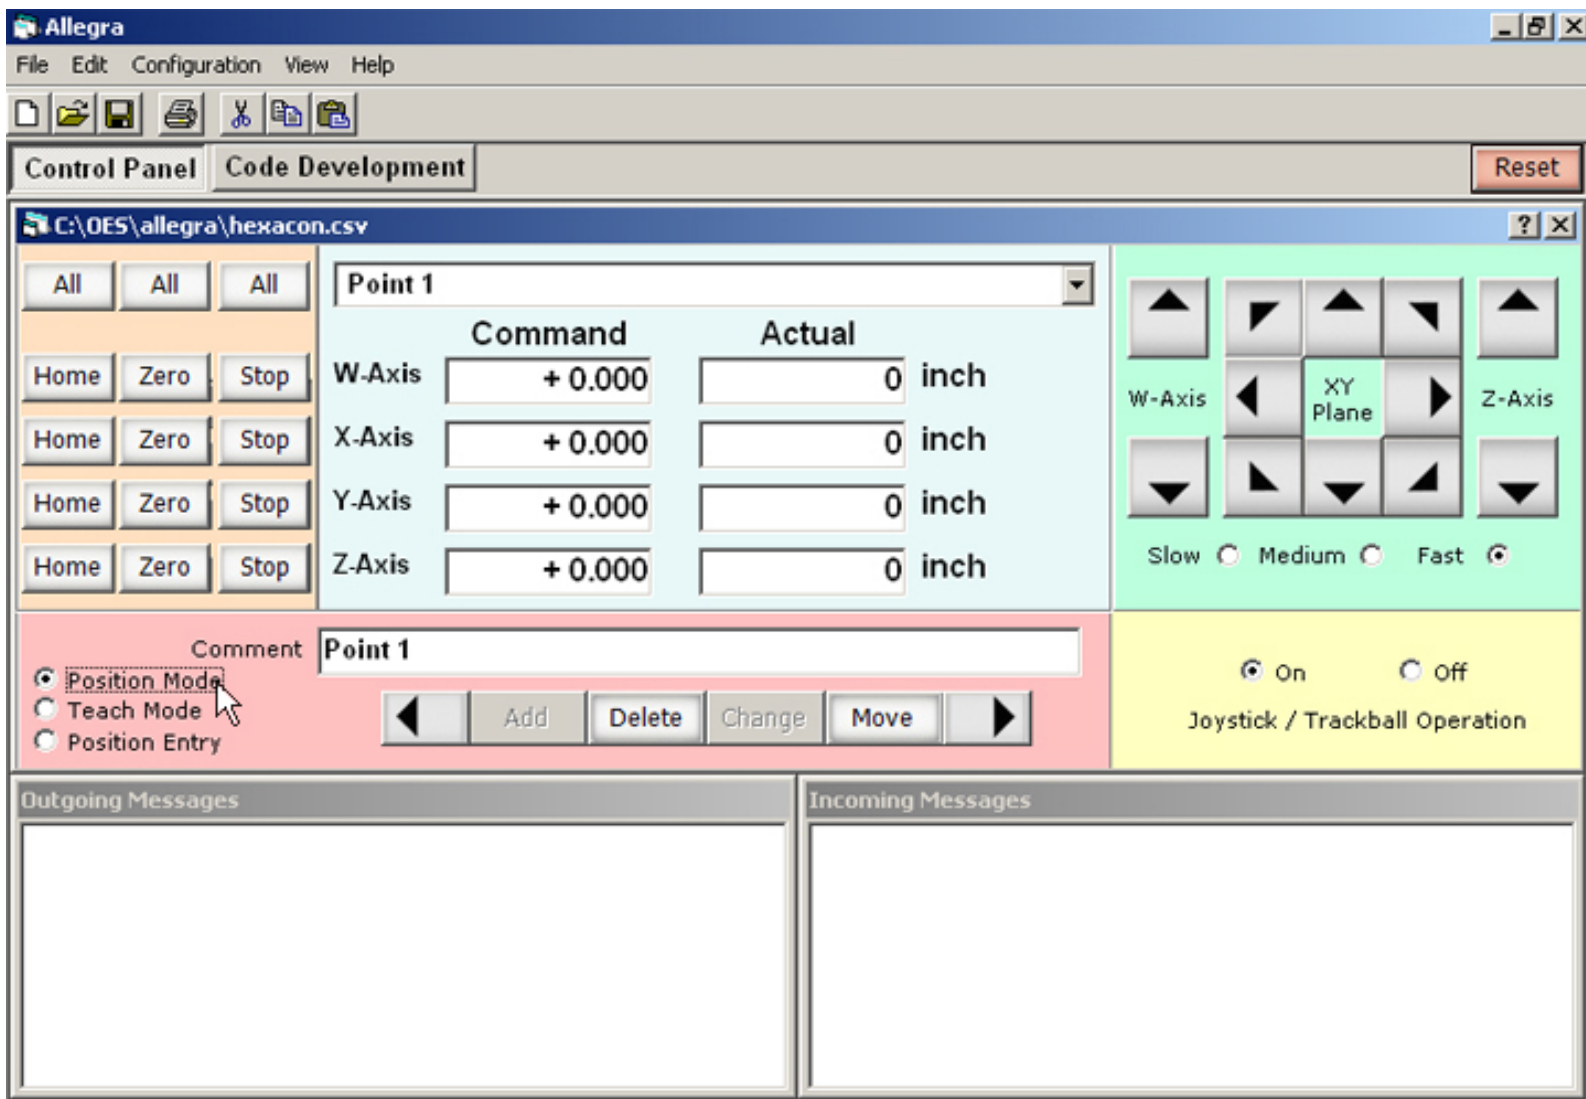 Allegra
File Edit Configuration View Help
Control Panel Code Development Reset
C:\OES\allegra\hexacon.csv
All All All Point 1
Command Actual
Home Zero Stop W-Axis + 0.000 0 inch
W-Axis XY Plane Z-Axis
Home Zero Stop X-Axis + 0.000 0 inch
Home Zero Stop Y-Axis + 0.000 0 inch
Home Zero Stop Z-Axis + 0.000 0 inch
Slow Medium Fast
Comment Point 1
Position Mode
Teach Mode
Position Entry
Add Delete Change Move
On Off
Joystick / Trackball Operation
Outgoing Messages Incoming Messages